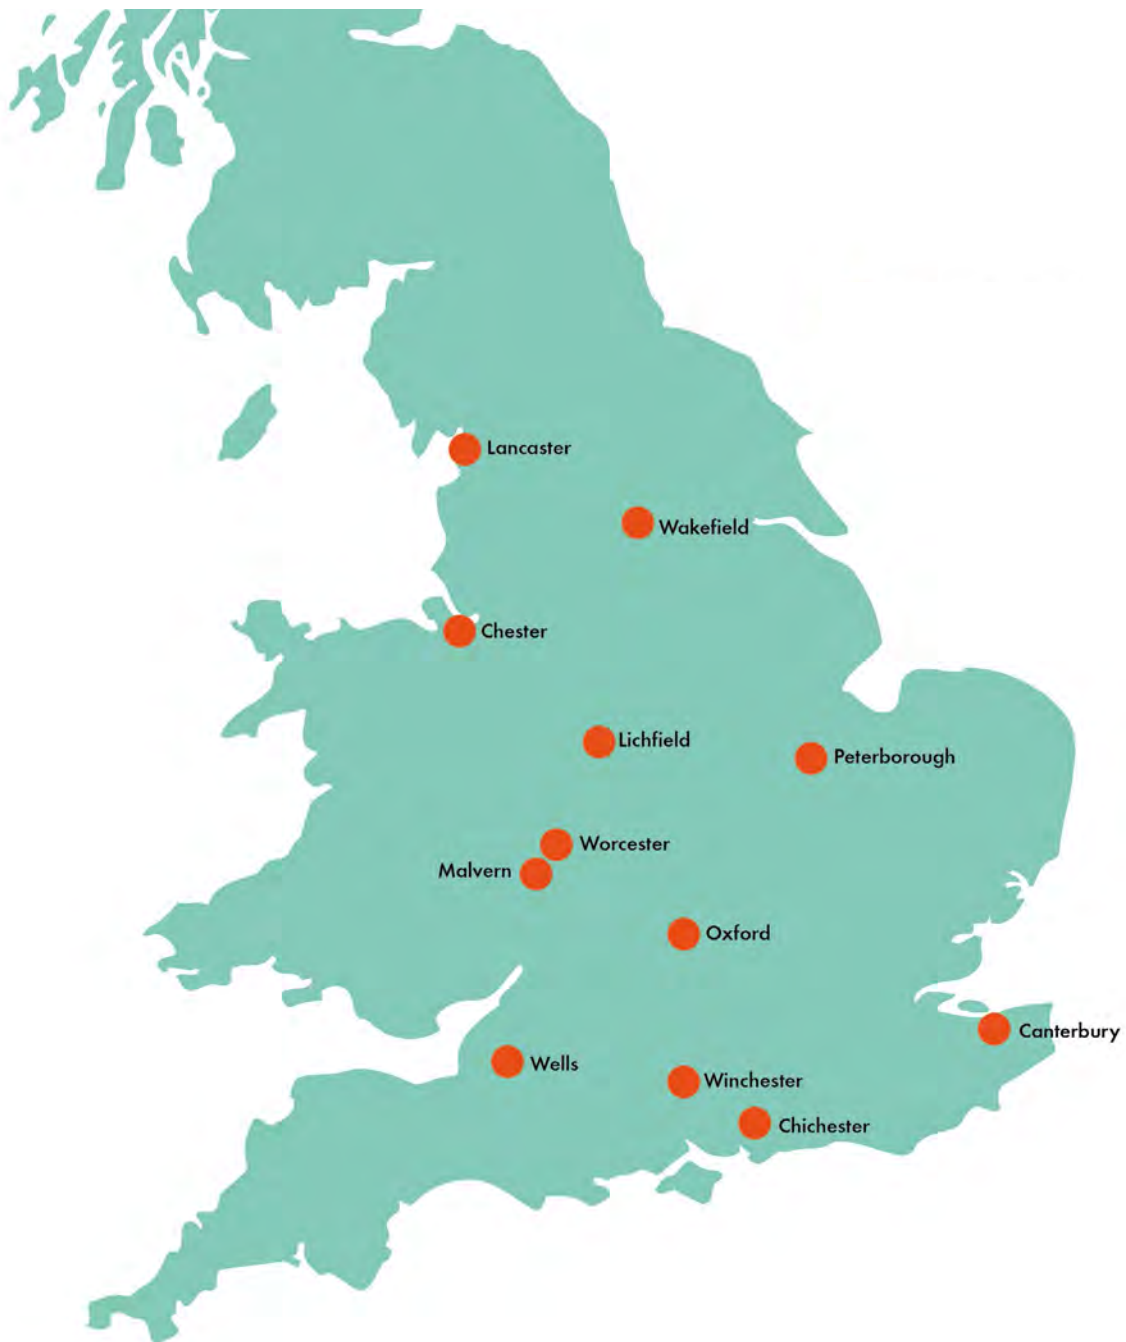 Lancaster
Wakefield
Chester
Lichfield
Peterborough
Worcester
Malvern
Oxford
Canterbury
Wells
Winchester
Chichester